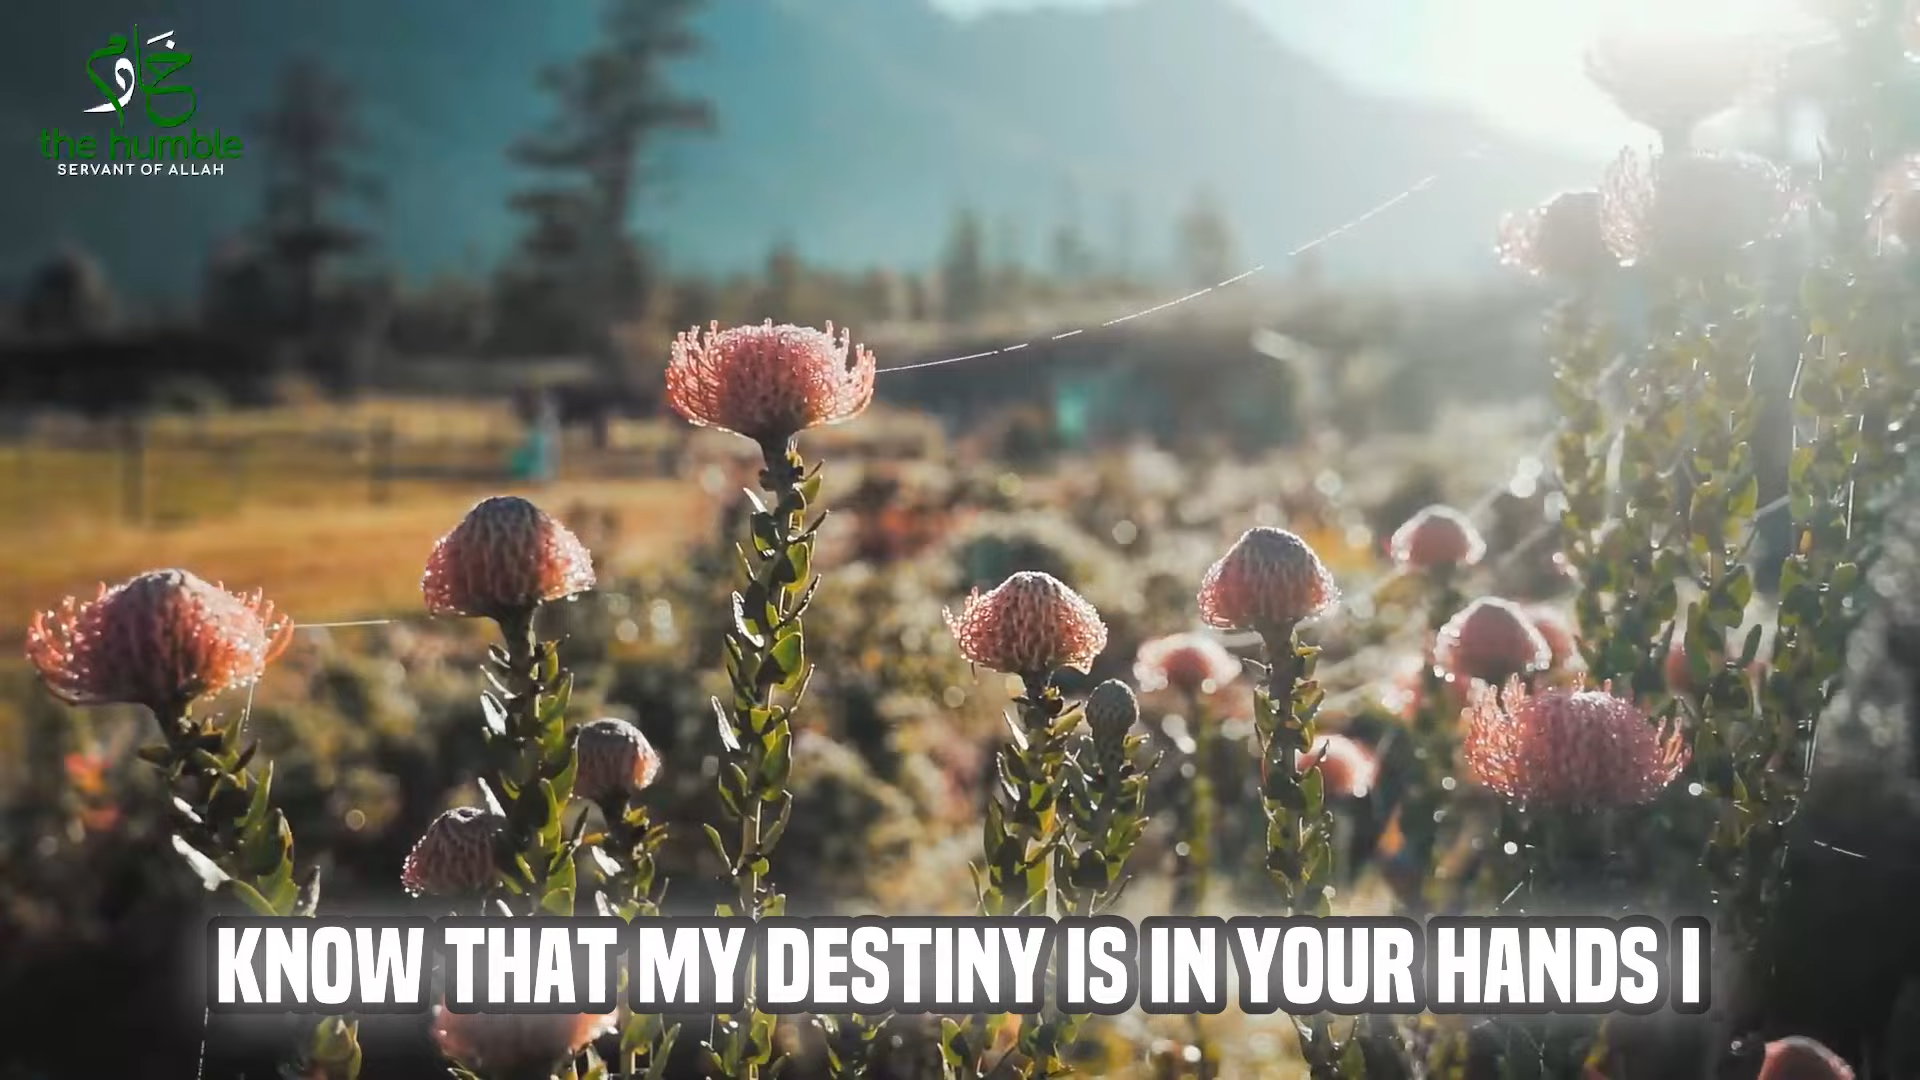 the humble
SERVANT OF ALLAH
KNOW THAT MY DESTINY IS IN YOUR HANDS I